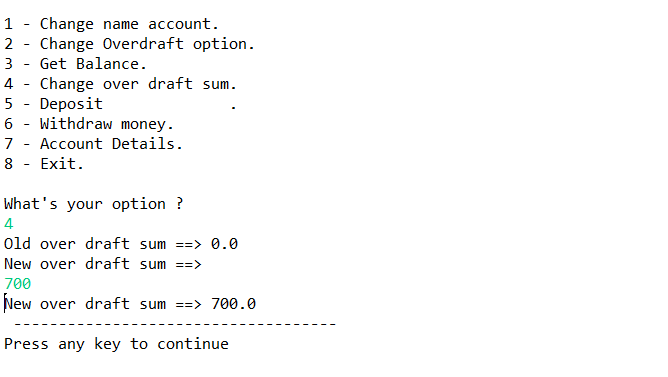 1 - Change name account.
2 - Change Overdraft option.
3 - Get Balance.
4 - Change over draft sum.
5 - Deposit              .
6 - Withdraw money.
7 - Account Details.
8 - Exit.
What's your option ?
4
Old over draft sum ==> 0.0
New over draft sum ==>
700
New over draft sum ==> 700.0
------------------------------------
Press any key to continue